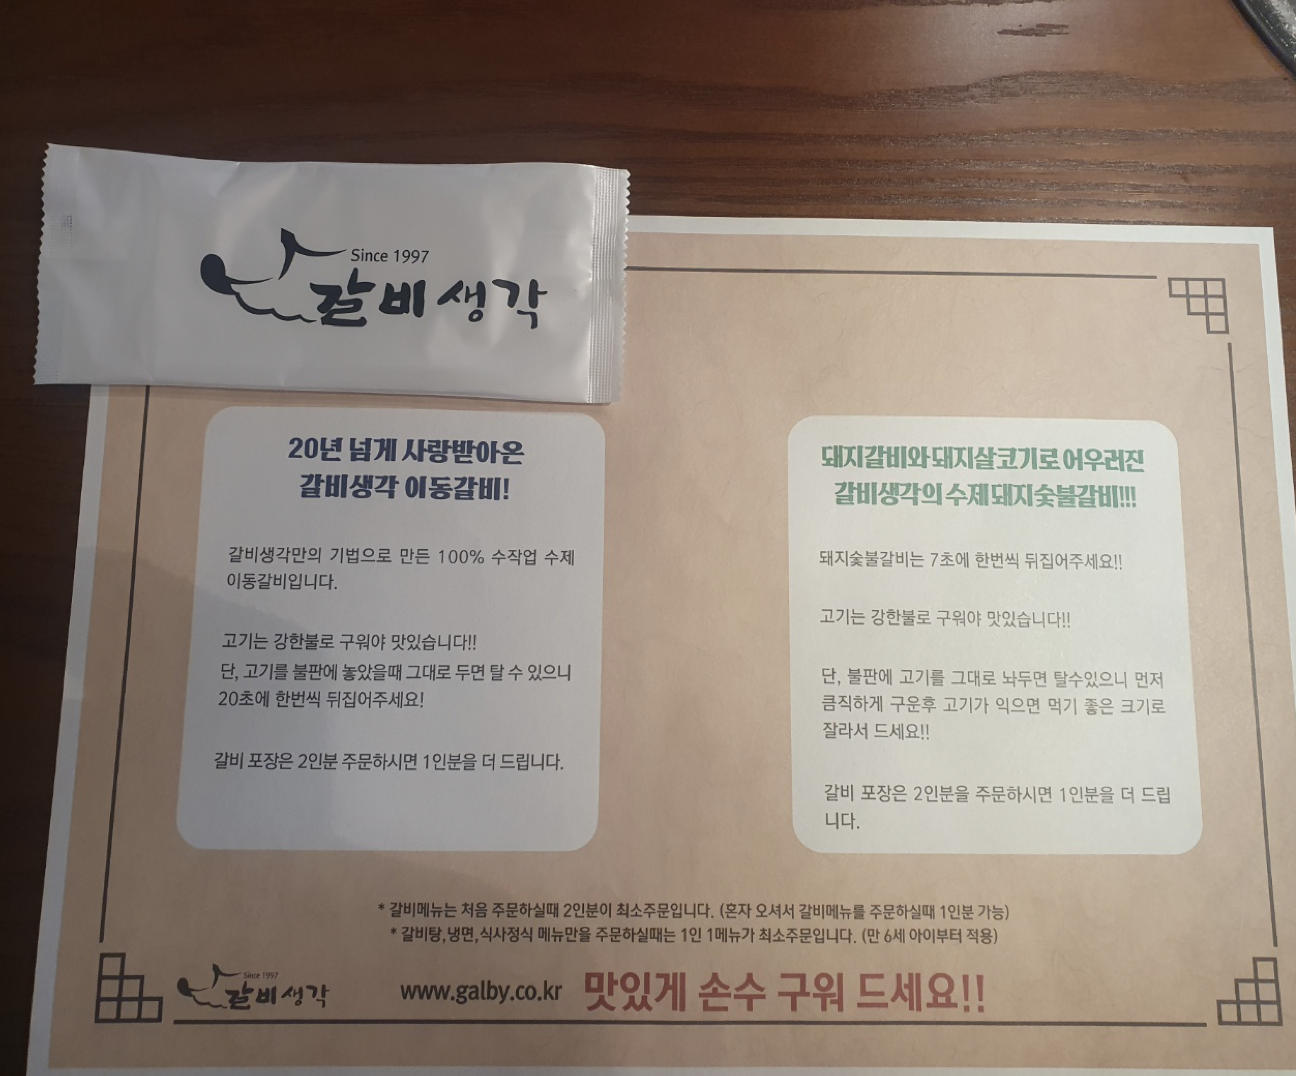 Since 1997
갈비생각
20년 넘게 사랑받아온
갈비생각 이동갈비!
갈비생각만의 기법으로 만든 100% 수작업 수제
이동갈비입니다.
고기는 강한불로 구워야 맛있습니다!!
단, 고기를 불판에 놓았을때 그대로 두면 탈 수 있으니
20초에 한번씩 뒤집어주세요!
갈비 포장은 2인분 주문하시면 1인분을 더 드립니다.
돼지갈비와 돼지살코기로 어우러진
갈비생각의 수제 돼지숯불갈비!!!
돼지숯불갈비는 7초에 한번씩 뒤집어주세요!!
고기는 강한불로 구워야 맛있습니다!!
단, 불판에 고기를 그대로 놔두면 탈수있으니 먼저
큼직하게 구운후 고기가 익으면 먹기 좋은 크기로
잘라서 드세요!!
갈비 포장은 2인분을 주문하시면 1인분을 더 드립
니다.
* 갈비메뉴는 처음 주문하실때 2인분이 최소주문입니다. (혼자 오셔서 갈비메뉴를 주문하실때 1인분 가능)
* 갈비탕,냉면,식사정식 메뉴만을 주문하실때는 1인 1메뉴가 최소주문입니다. (만 6세 아이부터 적용)
Since 1997
갈비생각 www.galby.co.kr 맛있게 손수 구워 드세요!!